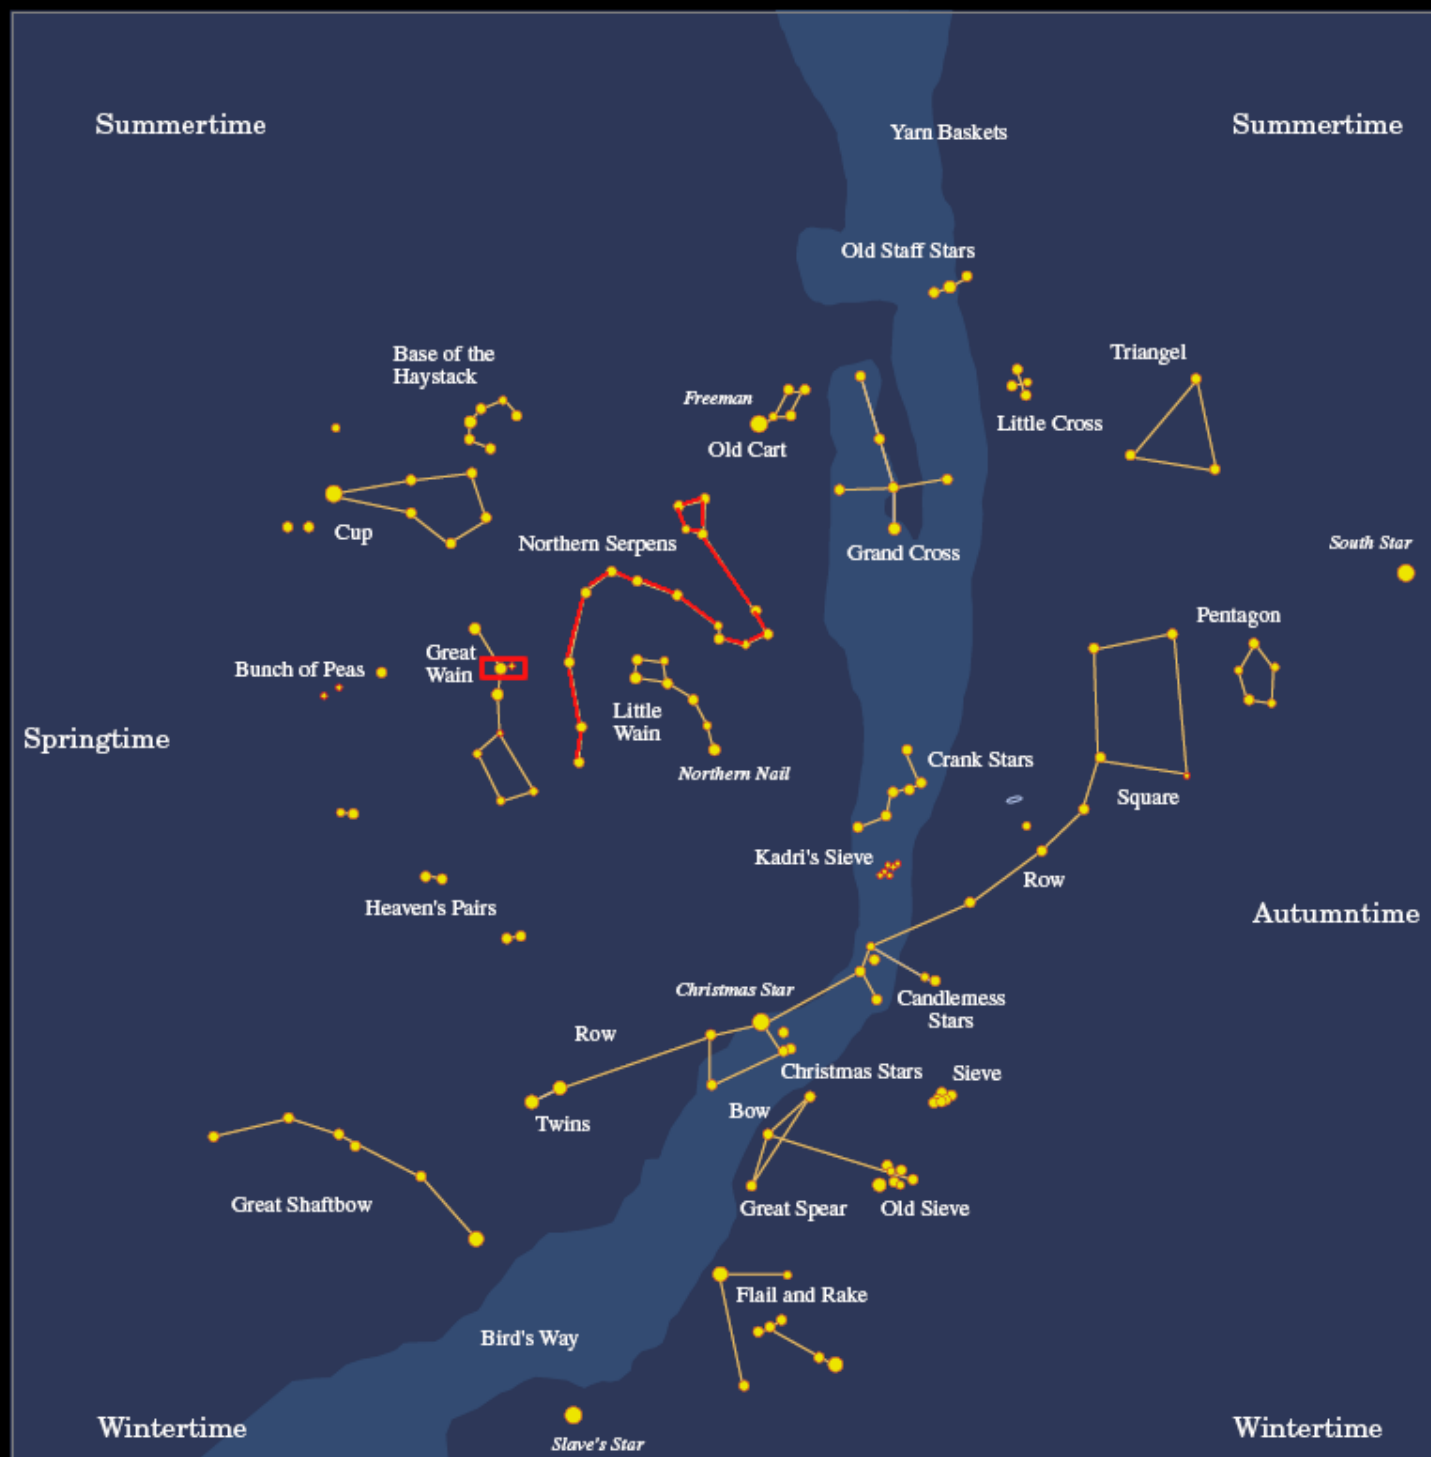 Summertime
Summertime
Yarn Baskets
Old Staff Stars
Base of the
Haystack
Triangel
Freeman
Little Cross
Old Cart
Cup
Northern Serpens
Grand Cross
South Star
Pentagon
Great
Wain
Bunch of Peas
Little
Wain
Springtime
Northern Nail
Crank Stars
Square
Kadri's Sieve
Row
Heaven's Pairs
Autumntime
Christmas Star
Candlemess
Stars
Row
Christmas Stars
Sieve
Bow
Twins
Great Shaftbow
Great Spear
Old Sieve
Flail and Rake
Bird's Way
Wintertime
Wintertime
Slave's Star